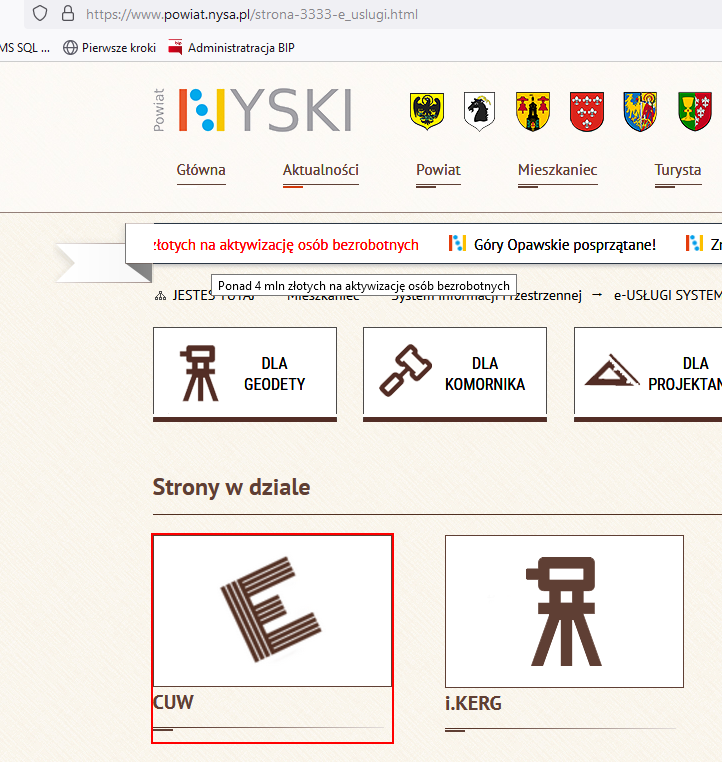 https://www.powiat.nysa.pl/strona-3333-e_uslugi.html
MS SQL ... Pierwsze kroki Administratracja BIP
Powiat NYSKI
Główna Aktualności Powiat Mieszkaniec Turysta
złotych na aktywizację osób bezrobotnych Góry Opawskie posprzątane! Zr
Ponad 4 mln złotych na aktywizację osób bezrobotnych
JESTEŚ TUTAJ Mieszkaniec System Informacji Przestrzennej → e-USŁUGI SYSTEM
DLA
GEODETY
DLA
KOMORNIKA
DLA
PROJEKTAN
Strony w dziale
CUW
i.KERG